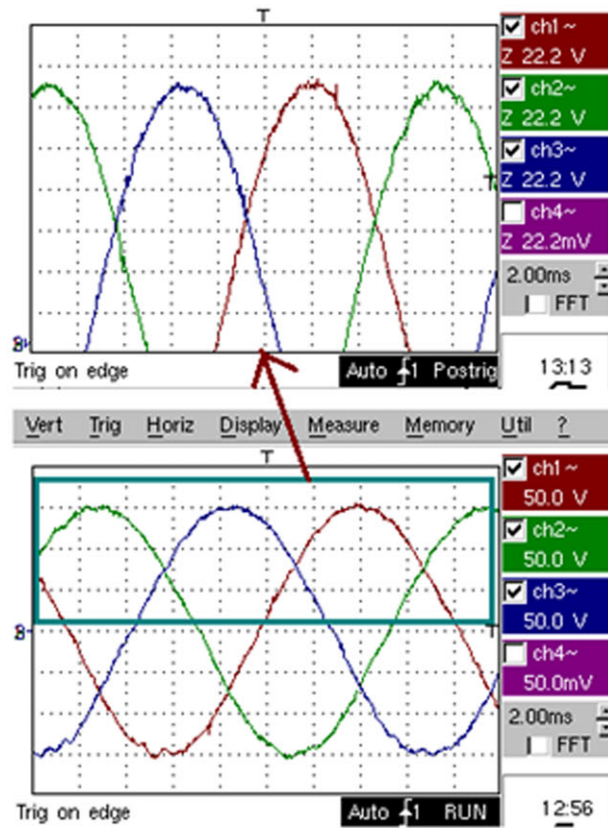 T
ch1~
Z 22.2 V
ch2~
Z 22.2 V
ch3~
T
Z 22.2 V
ch4~
Z 22.2mV
2.00ms
FFT
Trig on edge
Auto 1 Postrig
13:13
Vert Trig Horiz Display Measure Memory Util ?
T
ch1~
50.0 V
ch2~
50.0 V
ch3~
50.0 V
T
ch4~
50.0mV
2.00ms
FFT
Trig on edge
Auto 1 RUN
12:56